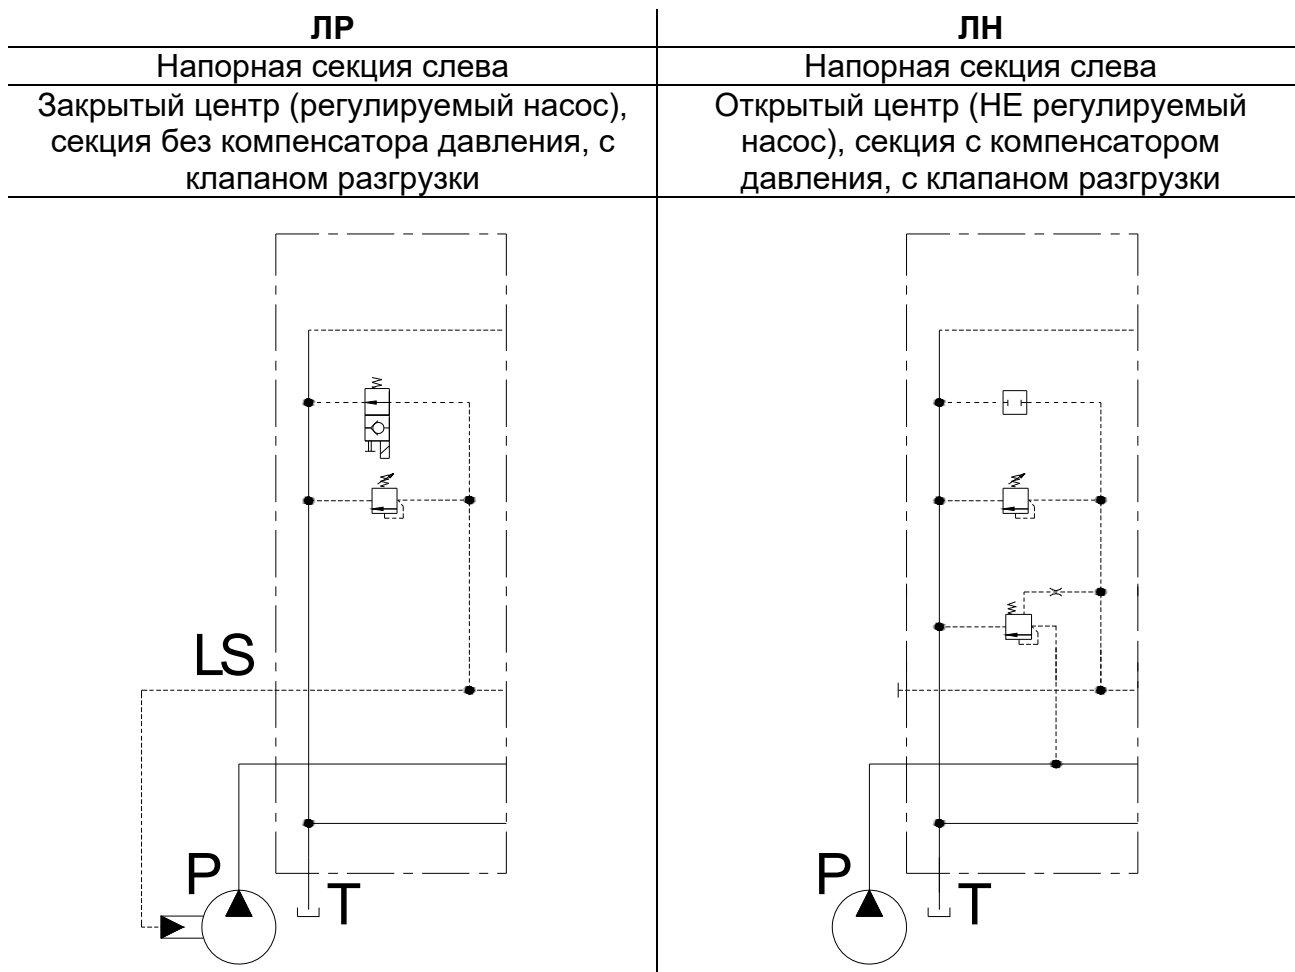 ЛР
Напорная секция слева
Закрытый центр (регулируемый насос),
секция без компенсатора давления, с
клапаном разгрузки
LS
P
T
ЛН
Напорная секция слева
Открытый центр (НЕ регулируемый
насос), секция с компенсатором
давления, с клапаном разгрузки
P
T